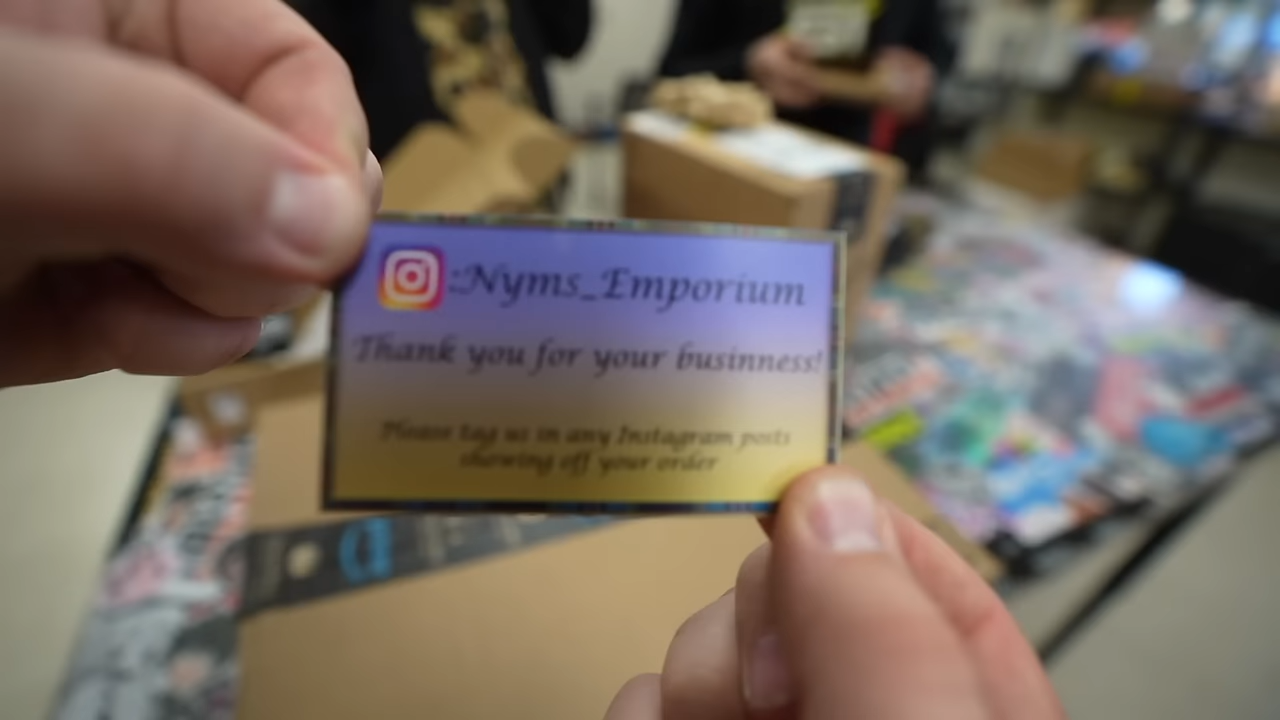 :Nyms_Emporium
Thank you for your businness!
Please tag us in any Instagram posts
showing off your order